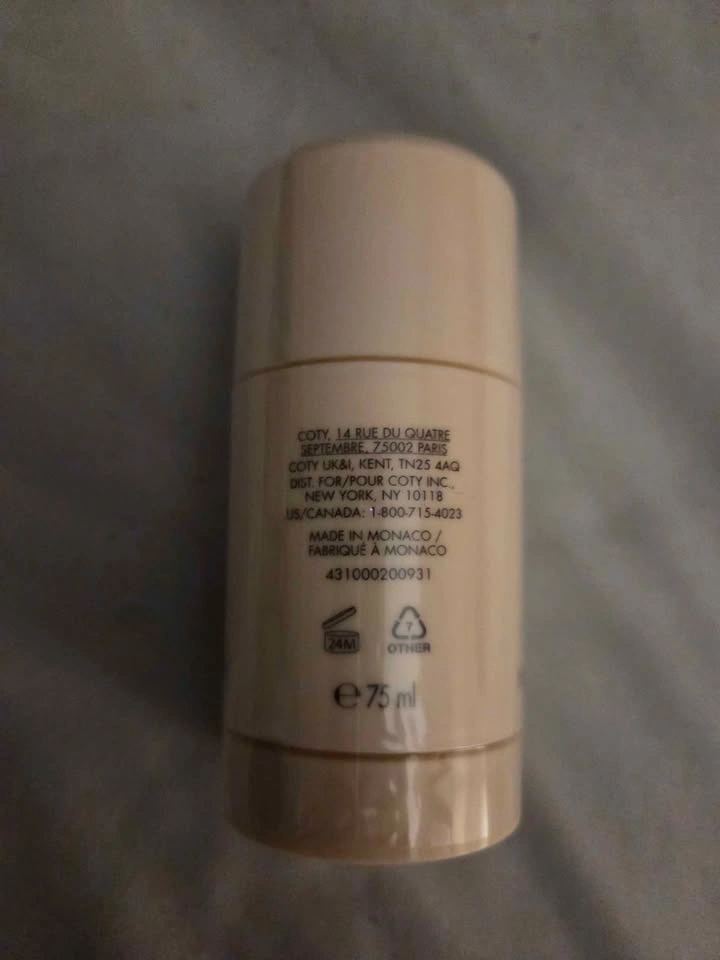 COTY, 14 RUE DU QUATRE
SEPTEMBRE, 75002 PARIS
COTY UK&I, KENT, TN25 4AQ
DIST. FOR/POUR COTY INC.,
NEW YORK, NY 10118
US/CANADA: 1-800-715-4023
MADE IN MONACO /
FABRIQUÉ À MONACO
431000200931
24M
7
OTHER
e 75 ml